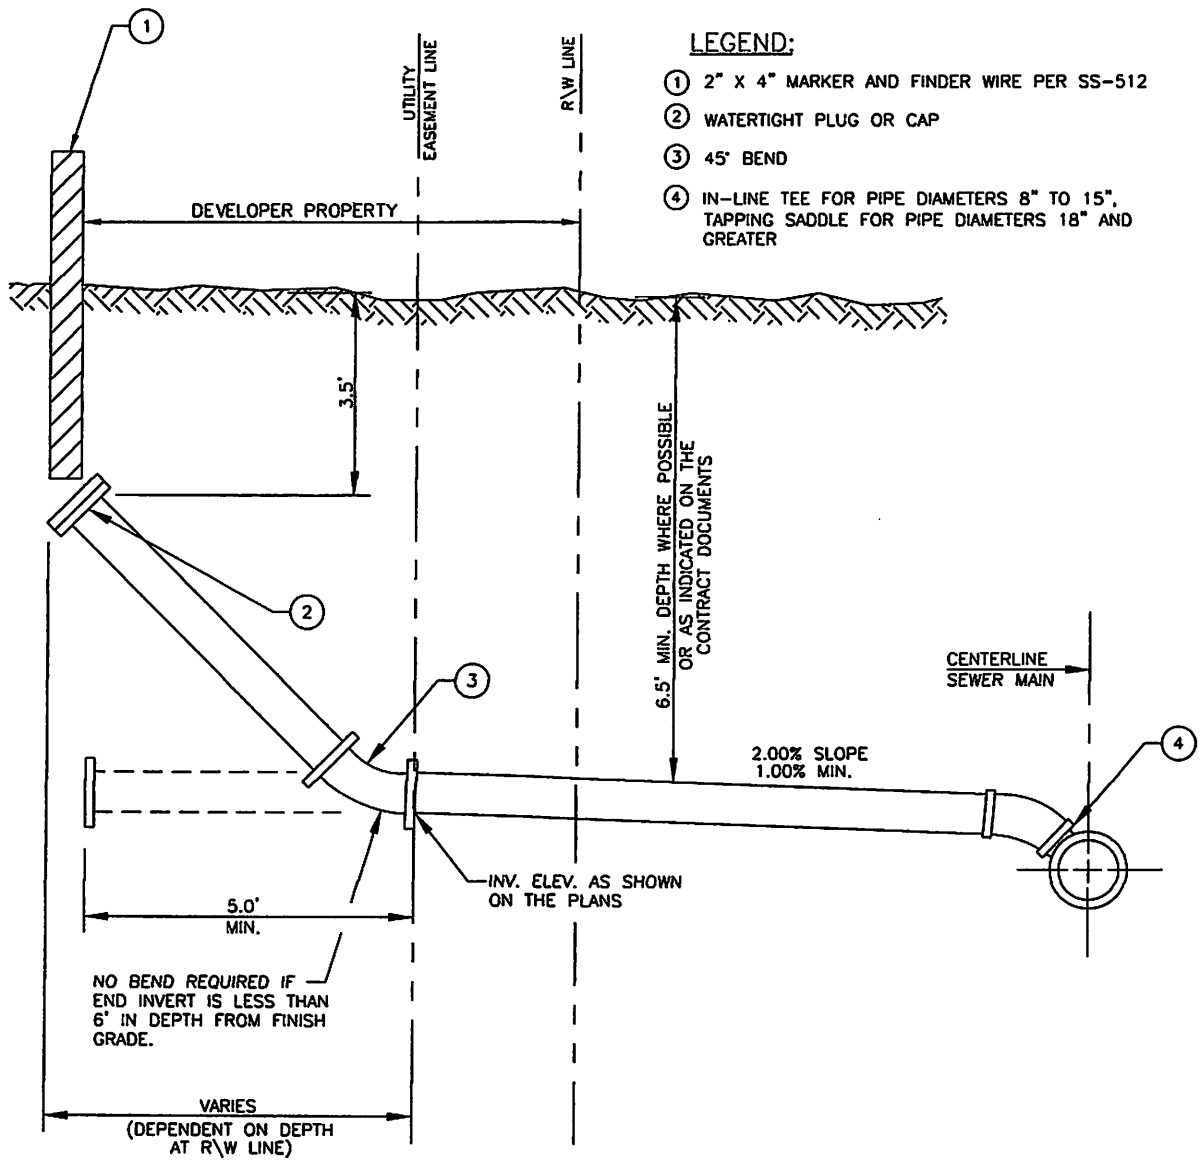 1
UTILITY
EASEMENT LINE
R\W LINE
LEGEND:
1 2" X 4" MARKER AND FINDER WIRE PER SS-512
2 WATERTIGHT PLUG OR CAP
3 45° BEND
4 IN-LINE TEE FOR PIPE DIAMETERS 8" TO 15",
TAPPING SADDLE FOR PIPE DIAMETERS 18" AND
GREATER
DEVELOPER PROPERTY
3.5'
6.5' MIN. DEPTH WHERE POSSIBLE
OR AS INDICATED ON THE
CONTRACT DOCUMENTS
2
3
CENTERLINE
SEWER MAIN
4
2.00% SLOPE
1.00% MIN.
INV. ELEV. AS SHOWN
ON THE PLANS
5.0'
MIN.
NO BEND REQUIRED IF
END INVERT IS LESS THAN
6' IN DEPTH FROM FINISH
GRADE.
VARIES
(DEPENDENT ON DEPTH
AT R\W LINE)